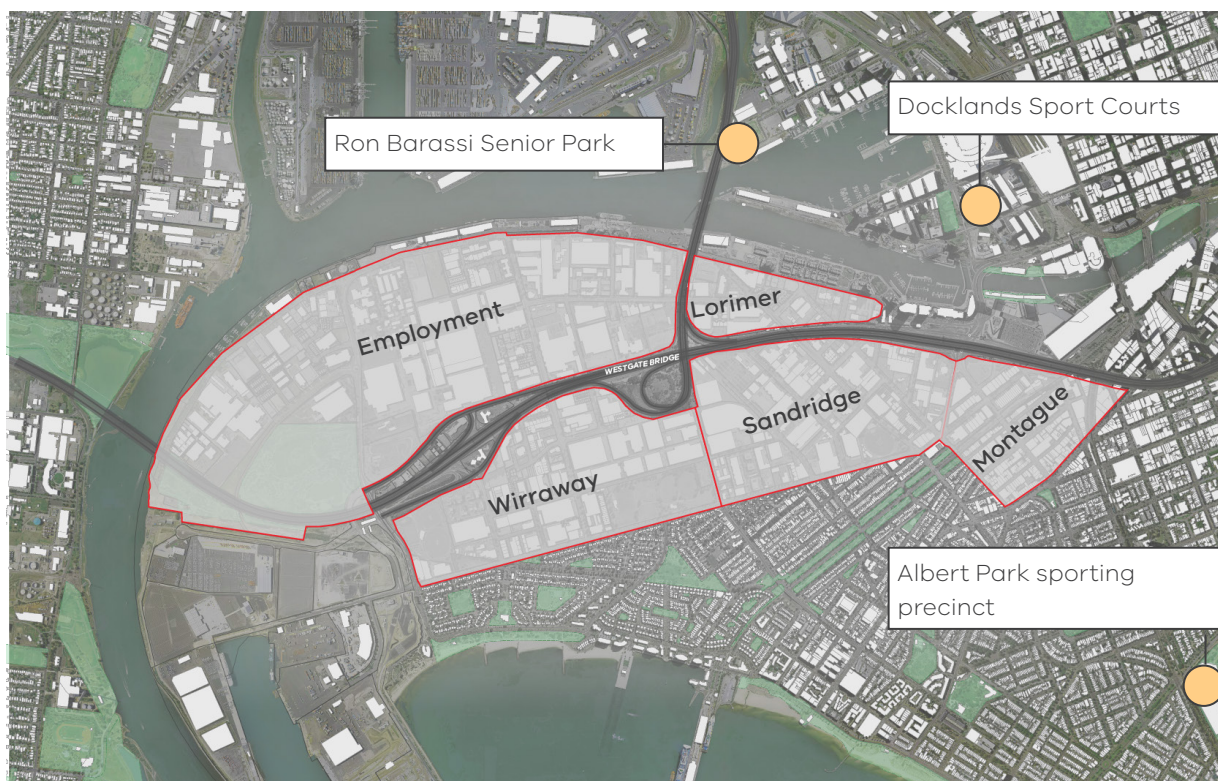 Docklands Sport Courts
Ron Barassi Senior Park
Employment
Lorimer
WESTGATE BRIDGE
Sandridge
Montague
Wirraway
Albert Park sporting
precinct